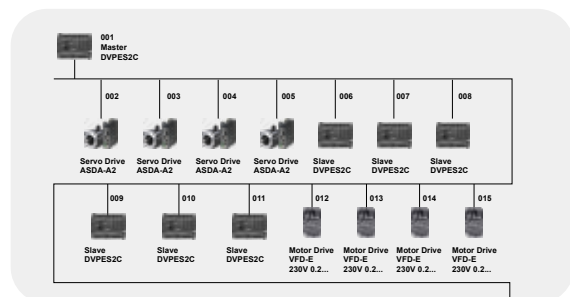 001
Master
DVPES2C
002
003
004
005
006
007
008
Servo Drive
ASDA-A2
Servo Drive
ASDA-A2
Servo Drive
ASDA-A2
Servo Drive
ASDA-A2
Slave
DVPES2C
Slave
DVPES2C
Slave
DVPES2C
009
010
011
012
013
014
015
Slave
DVPES2C
Slave
DVPES2C
Slave
DVPES2C
Motor Drive
VFD-E
230V 0.2...
Motor Drive
VFD-E
230V 0.2...
Motor Drive
VFD-E
230V 0.2...
Motor Drive
VFD-E
230V 0.2...